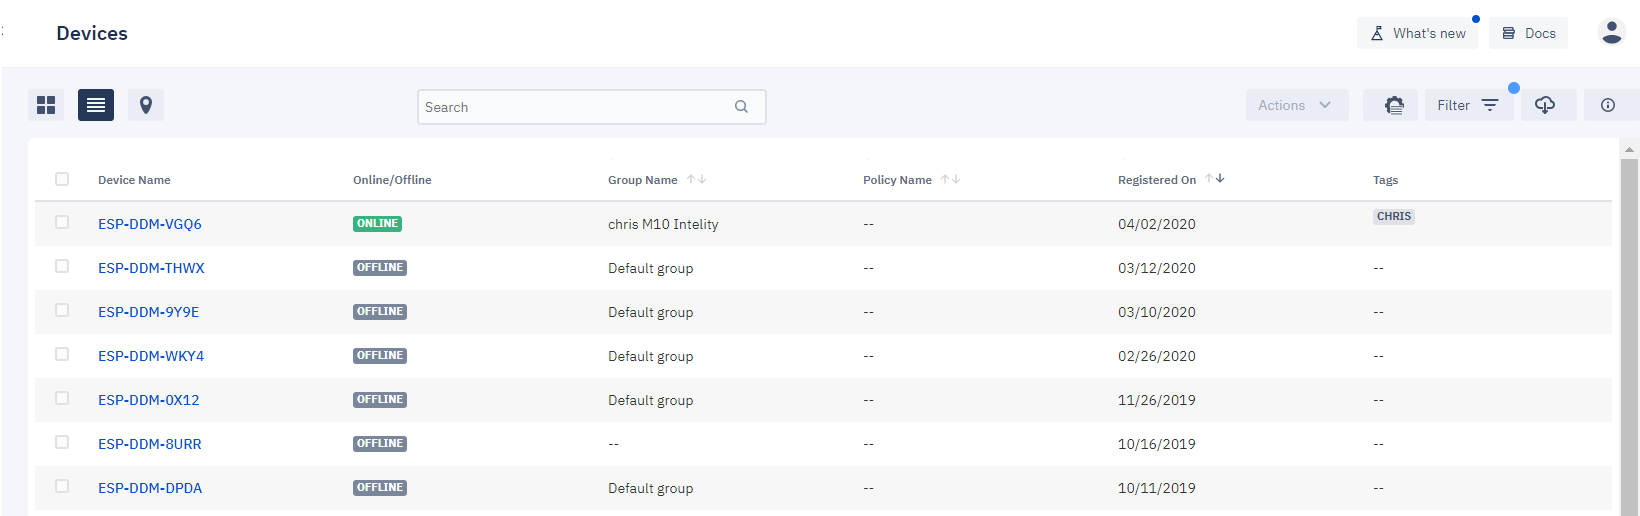 Devices
What's new
Docs
Search
Actions
Filter
Device Name Online/Offline Group Name Policy Name Registered On Tags
ESP-DDM-VGQ6 ONLINE chris M10 Intelity -- 04/02/2020 CHRIS
ESP-DDM-THWX OFFLINE Default group -- 03/12/2020 --
ESP-DDM-9Y9E OFFLINE Default group -- 03/10/2020 --
ESP-DDM-WKY4 OFFLINE Default group -- 02/26/2020 --
ESP-DDM-0X12 OFFLINE Default group -- 11/26/2019 --
ESP-DDM-8URR OFFLINE -- -- 10/16/2019 --
ESP-DDM-DPDA OFFLINE Default group -- 10/11/2019 --